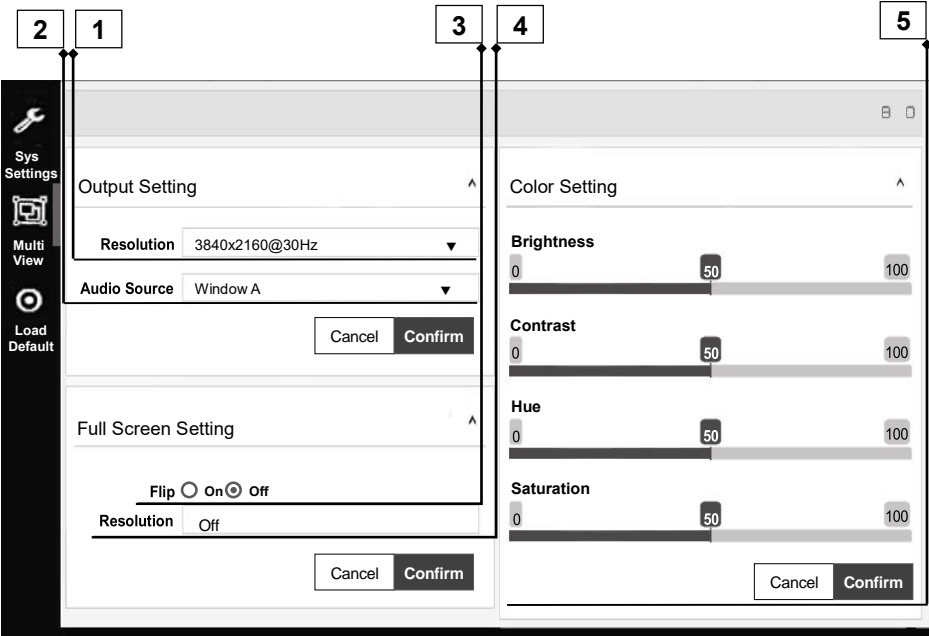 2 1 3 4 5
Sys
Settings
Multi
View
Load
Default
Output Setting
Resolution 3840x2160@30Hz
Audio Source Window A
Cancel Confirm
Full Screen Setting
Flip On Off
Resolution Off
Cancel Confirm
Color Setting
Brightness
0 50 100
Contrast
0 50 100
Hue
0 50 100
Saturation
0 50 100
Cancel Confirm